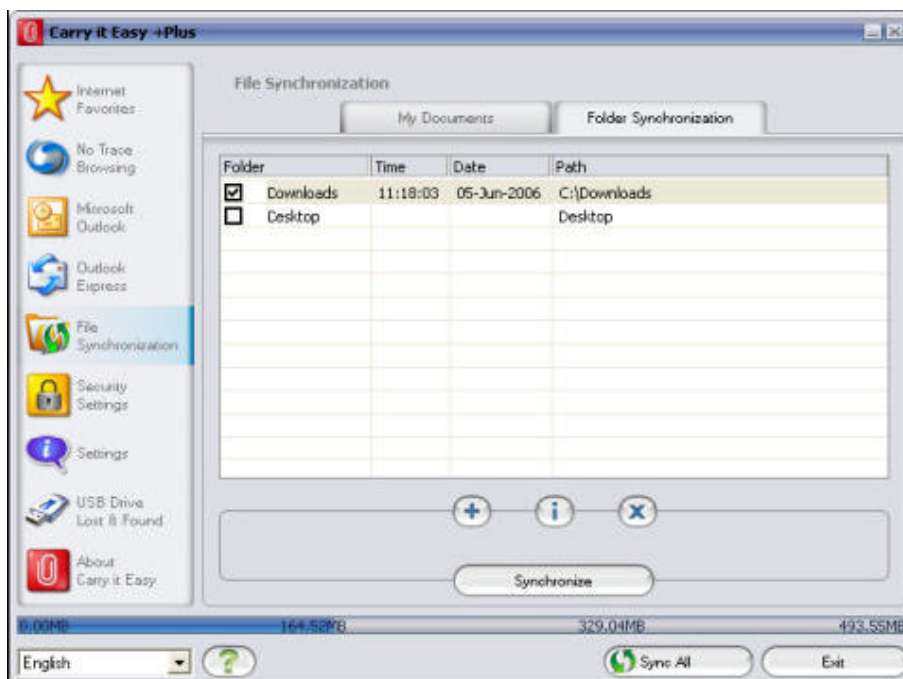 Carry it Easy +Plus
Internet
Favorites
No Trace
Browsing
Microsoft
Outlook
Outlook
Express
File
Synchronization
Security
Settings
Settings
USB Drive
Lost & Found
About
Carry it Easy
File Synchronization
My Documents
Folder Synchronization
Folder Time Date Path
Downloads 11:18:03 05-Jun-2006 C:\Downloads
Desktop Desktop
Synchronize
0.00MB 164.52MB 329.04MB 493.55MB
English
?
Sync All
Exit